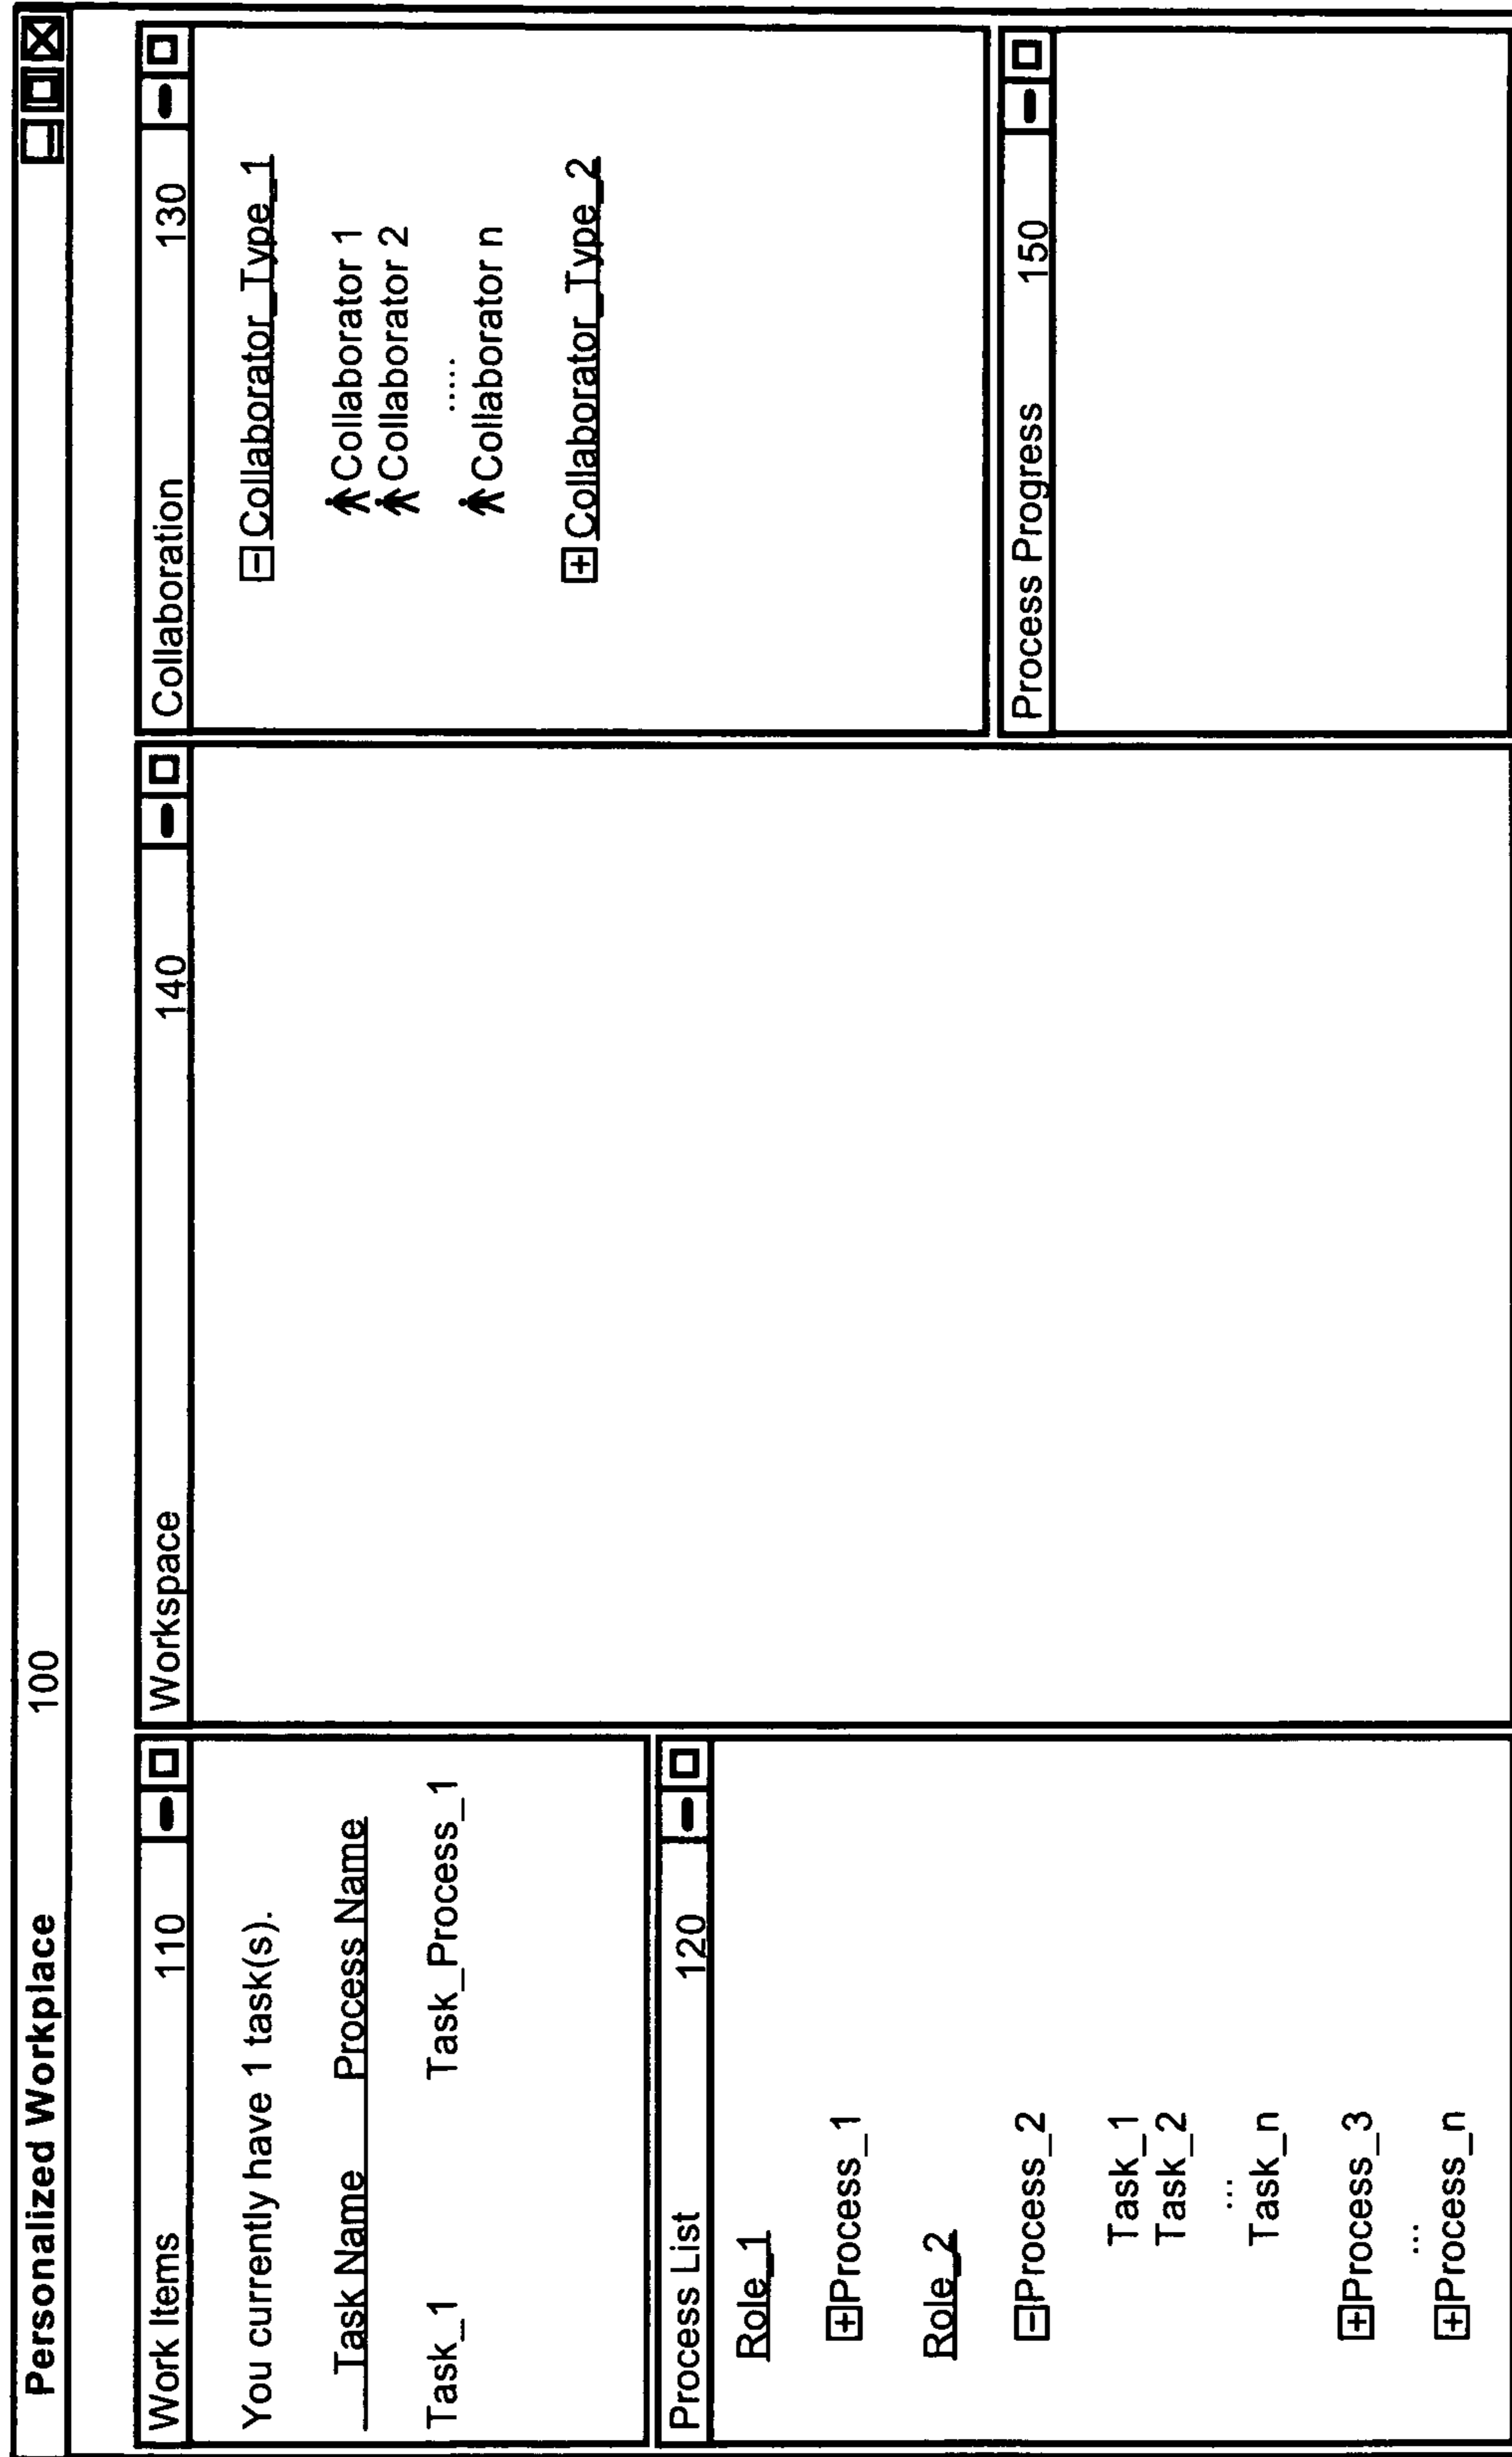 Personalized Workplace 100
Work Items 110
You currently have 1 task(s).
Task Name Process Name
Task_1 Task_Process_1
Process List 120
Role_1
Process_1
Role_2
Process_2
Task_1
Task_2
...
Task_n
Process_3
...
Process_n
Workspace 140
Collaboration 130
Collaborator_Type_1
Collaborator 1
Collaborator 2
.....
Collaborator n
Collaborator_Type_2
Process Progress 150